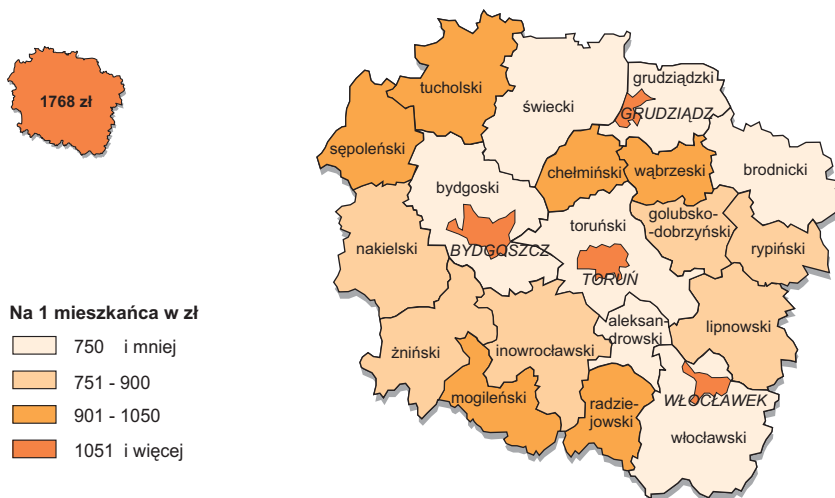 1768 zł
tucholski
świecki
grudziądzki
GRUDZIĄDZ
sępoleński
chełmiński
wąbrzeski
brodnicki
bydgoski
golubsko-
-dobrzyński
toruński
nakielski
BYDGOSZCZ
rypiński
TORUŃ
Na 1 mieszkańca w zł
750 i mniej
751 - 900
901 - 1050
1051 i więcej
aleksan-
drowski
lipnowski
żniński
inowrocławski
mogileński
radzie-
jowski
WŁOCŁAWEK
włocławski